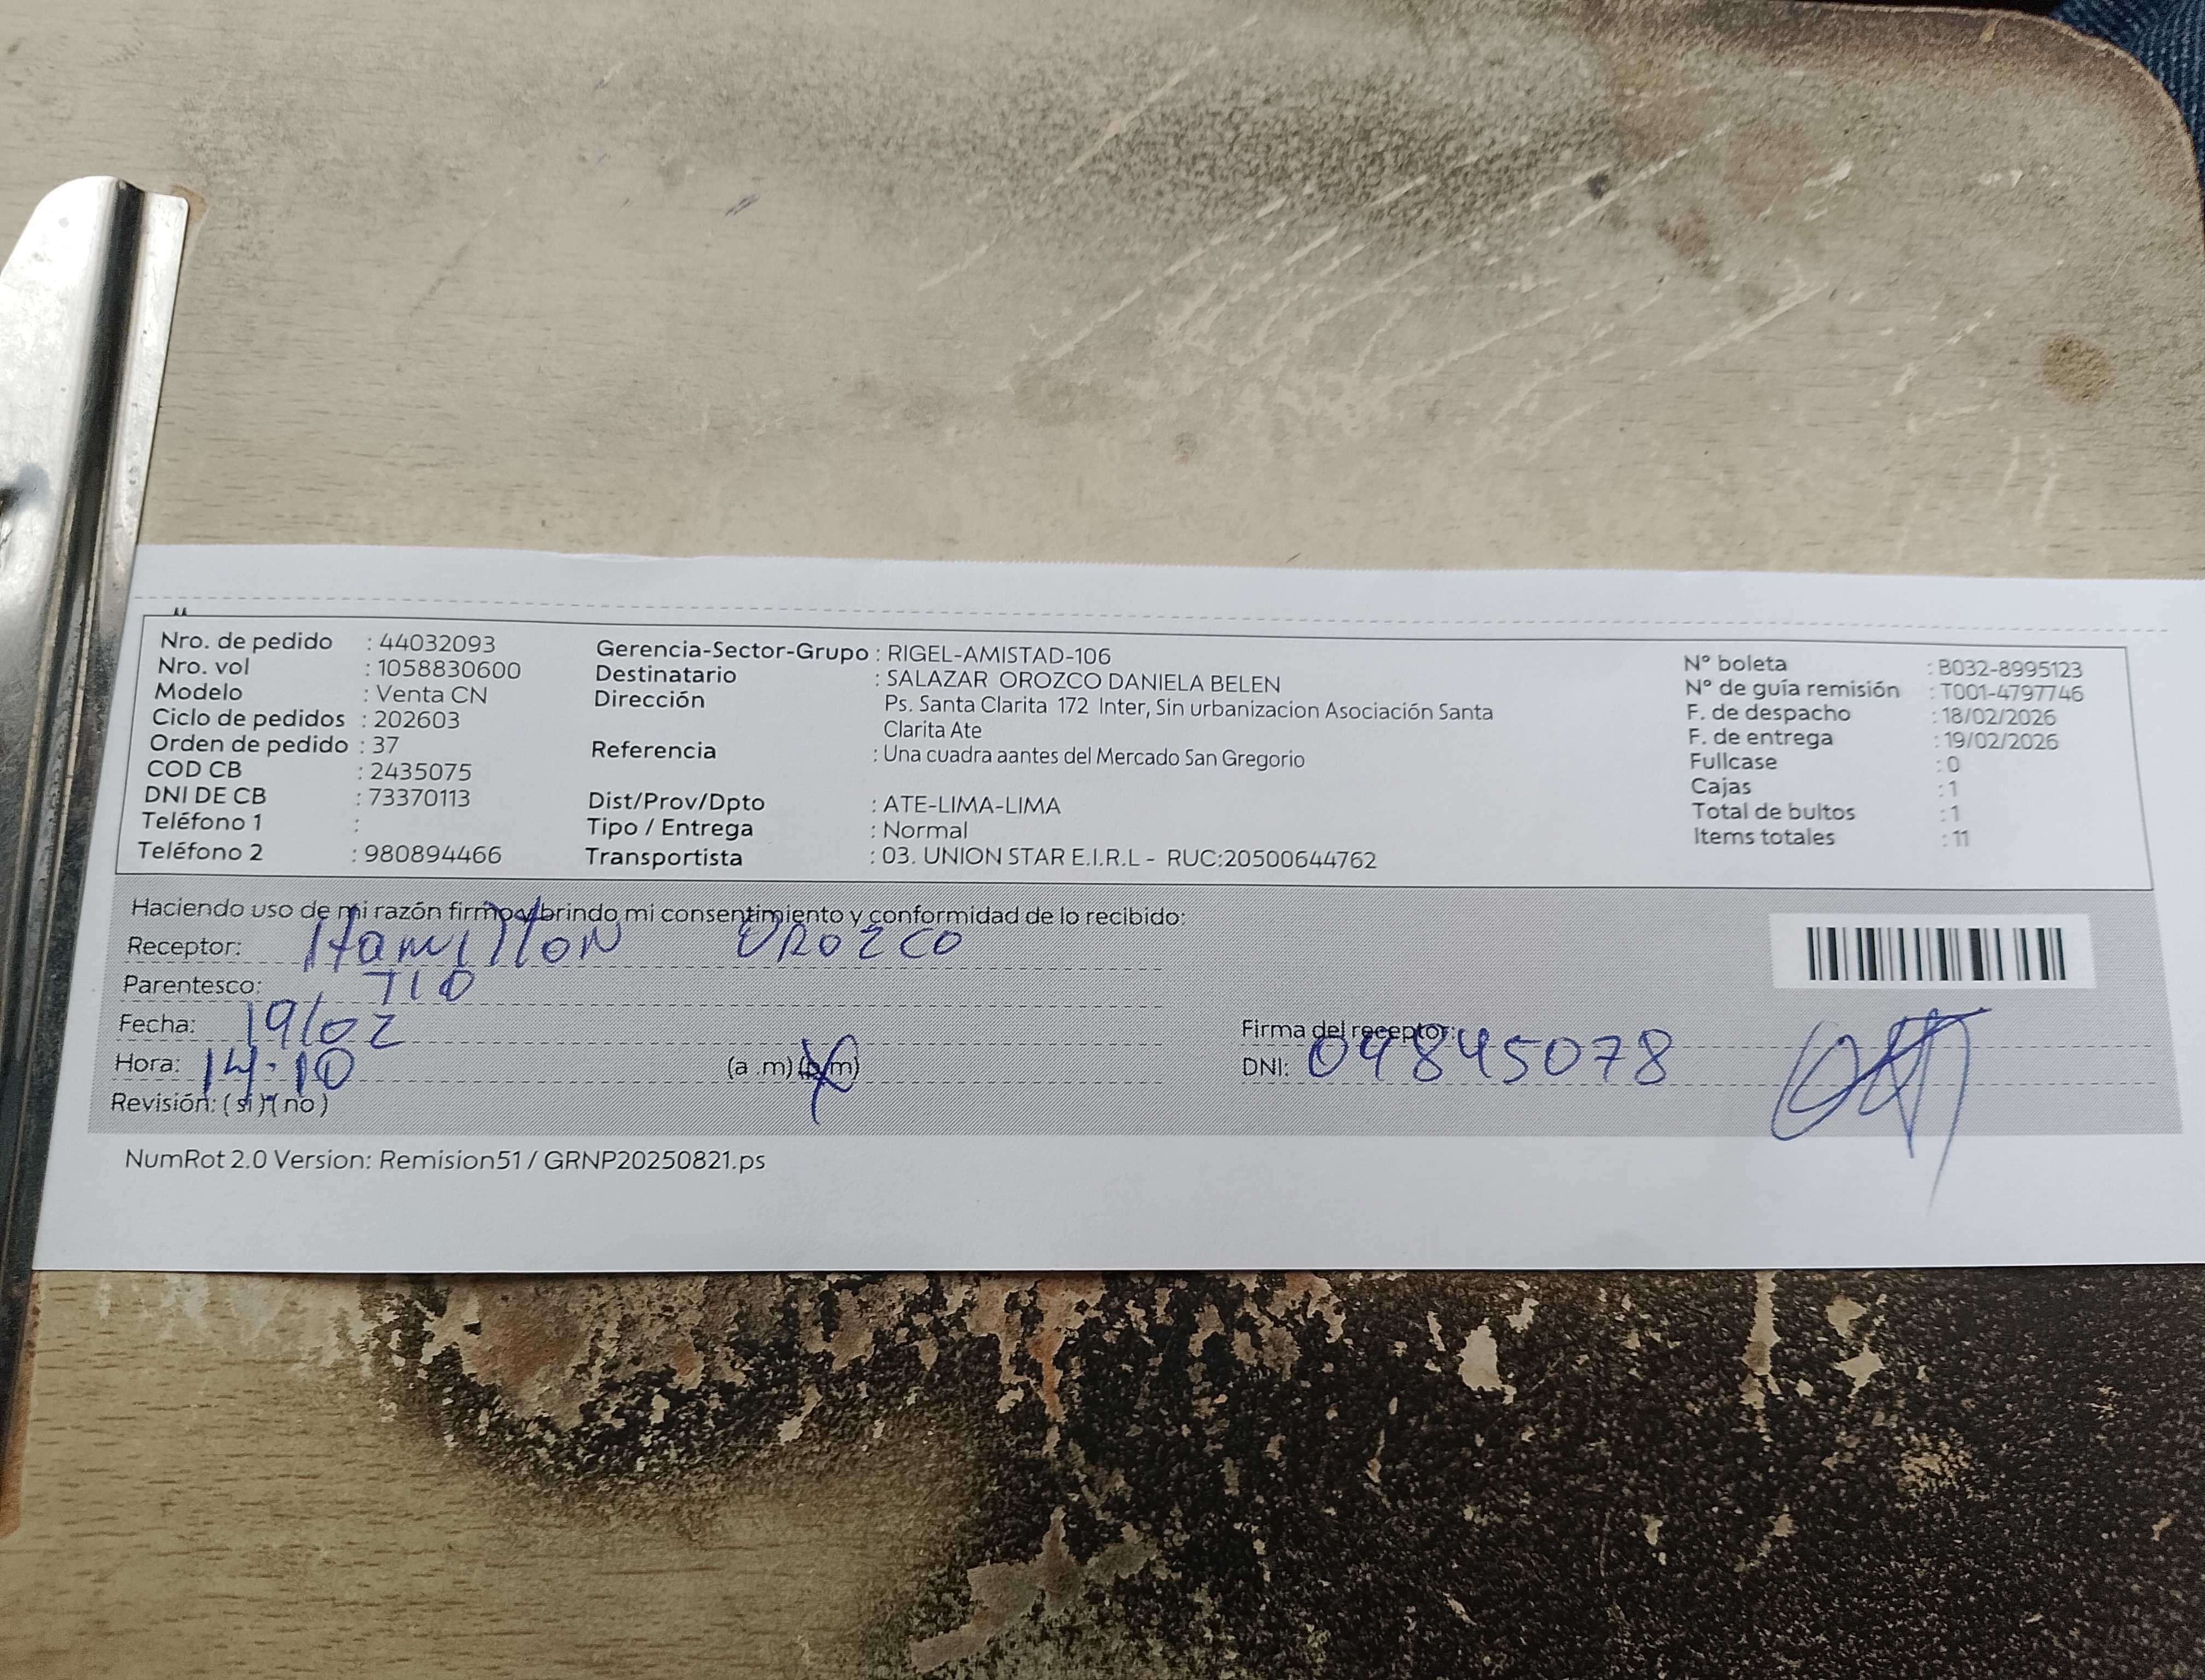 Nro. de pedido : 44032093
Nro. vol : 1058830600
Modelo : Venta CN
Ciclo de pedidos : 202603
Orden de pedido : 37
COD CB : 2435075
DNI DE CB : 73370113
Teléfono 1 :
Teléfono 2 : 980894466
Gerencia-Sector-Grupo : RIGEL-AMISTAD-106
Destinatario : SALAZAR OROZCO DANIELA BELEN
Dirección Ps. Santa Clarita 172 Inter, Sin urbanizacion Asociación Santa
Clarita Ate
Referencia : Una cuadra aantes del Mercado San Gregorio
Dist/Prov/Dpto : ATE-LIMA-LIMA
Tipo / Entrega : Normal
Transportista : 03. UNION STAR E.I.R.L - RUC:20500644762
N° boleta : B032-8995123
N° de guía remisión : T001-4797746
F. de despacho : 18/02/2026
F. de entrega : 19/02/2026
Fullcase : 0
Cajas : 1
Total de bultos : 1
Items totales : 11
Haciendo uso de mi razón firmo y brindo mi consentimiento y conformidad de lo recibido:
Receptor: Hamilton OROZCO
Parentesco: TIO
Fecha: 19/02
Hora: 14:10 (a .m) (p.m)
Revisión: ( si ) ( no )
Firma del receptor:
DNI: 09845078
NumRot 2.0 Version: Remision51 / GRNP20250821.ps